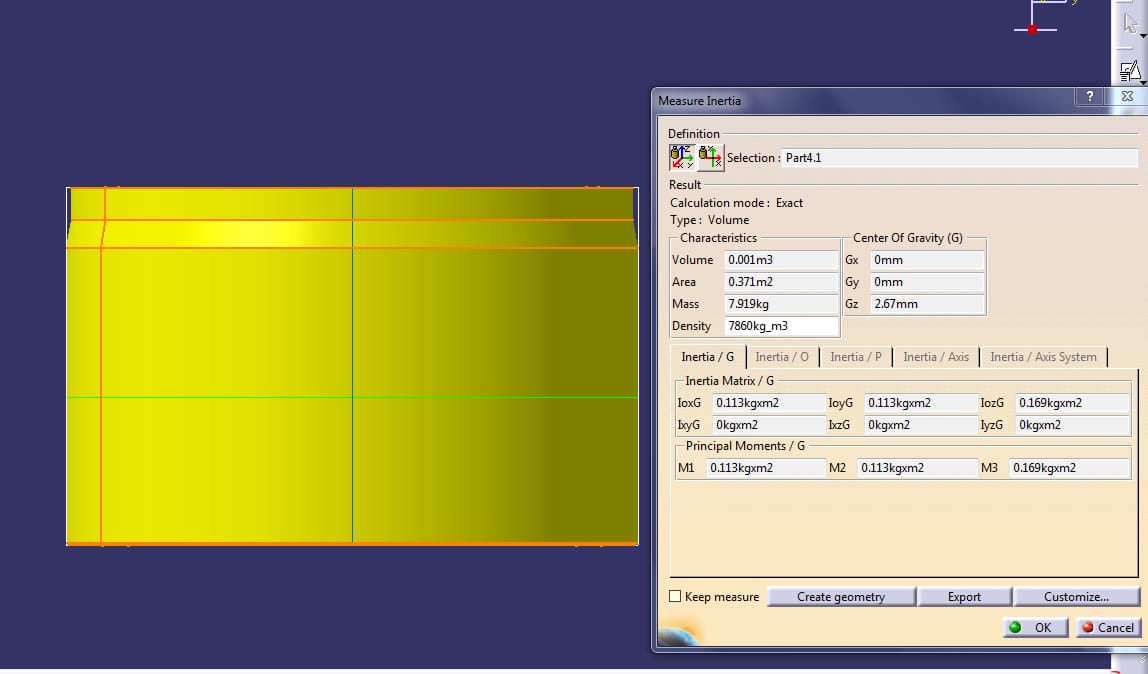 y
Measure Inertia
?
Definition
Selection : Part4.1
Result
Calculation mode : Exact
Type : Volume
Characteristics
Volume 0.001m3
Area 0.371m2
Mass 7.919kg
Density 7860kg_m3
Center Of Gravity (G)
Gx 0mm
Gy 0mm
Gz 2.67mm
Inertia / G Inertia / O Inertia / P Inertia / Axis Inertia / Axis System
Inertia Matrix / G
IoxG 0.113kgxm2 IoyG 0.113kgxm2 IozG 0.169kgxm2
IxyG 0kgxm2 IxzG 0kgxm2 IyzG 0kgxm2
Principal Moments / G
M1 0.113kgxm2 M2 0.113kgxm2 M3 0.169kgxm2
Keep measure Create geometry Export Customize...
OK Cancel